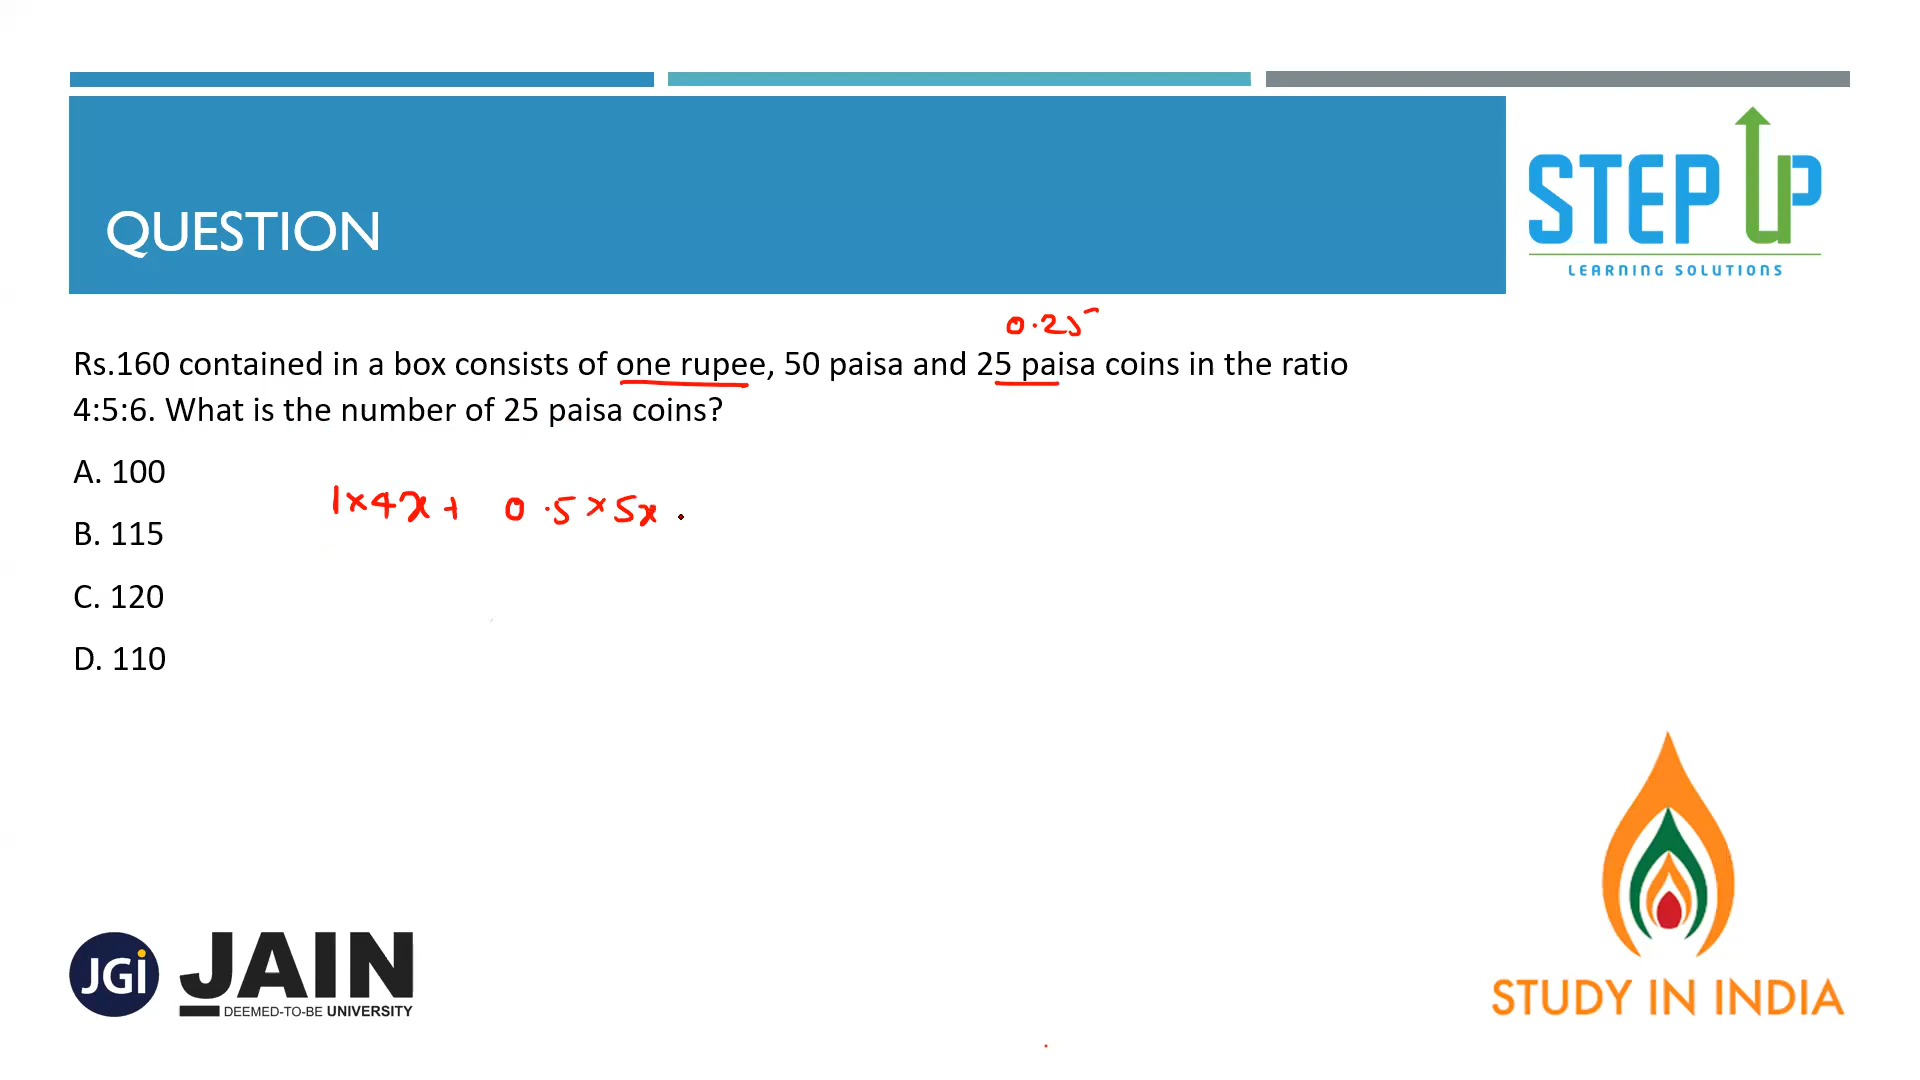 STEP UP
LEARNING SOLUTIONS
QUESTION
0.25
Rs.160 contained in a box consists of one rupee, 50 paisa and 25 paisa coins in the ratio
4:5:6. What is the number of 25 paisa coins?
A. 100
1×4x + 0.5×5x
B. 115
C. 120
D. 110
JGi JAIN
DEEMED-TO-BE UNIVERSITY
STUDY IN INDIA